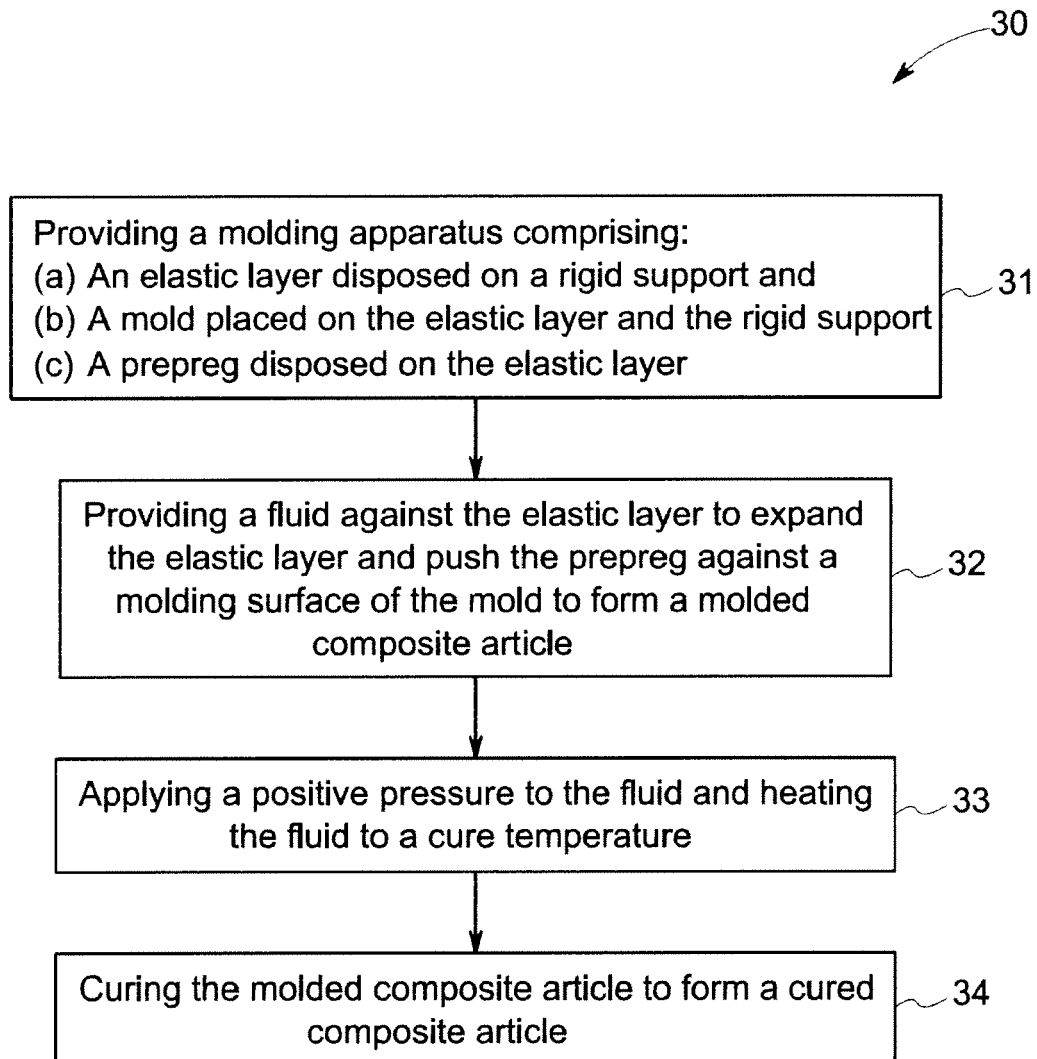 30
Providing a molding apparatus comprising:
(a) An elastic layer disposed on a rigid support and
(b) A mold placed on the elastic layer and the rigid support
(c) A prepreg disposed on the elastic layer
31
Providing a fluid against the elastic layer to expand
the elastic layer and push the prepreg against a
molding surface of the mold to form a molded
composite article
32
Applying a positive pressure to the fluid and heating
the fluid to a cure temperature
33
Curing the molded composite article to form a cured
composite article
34